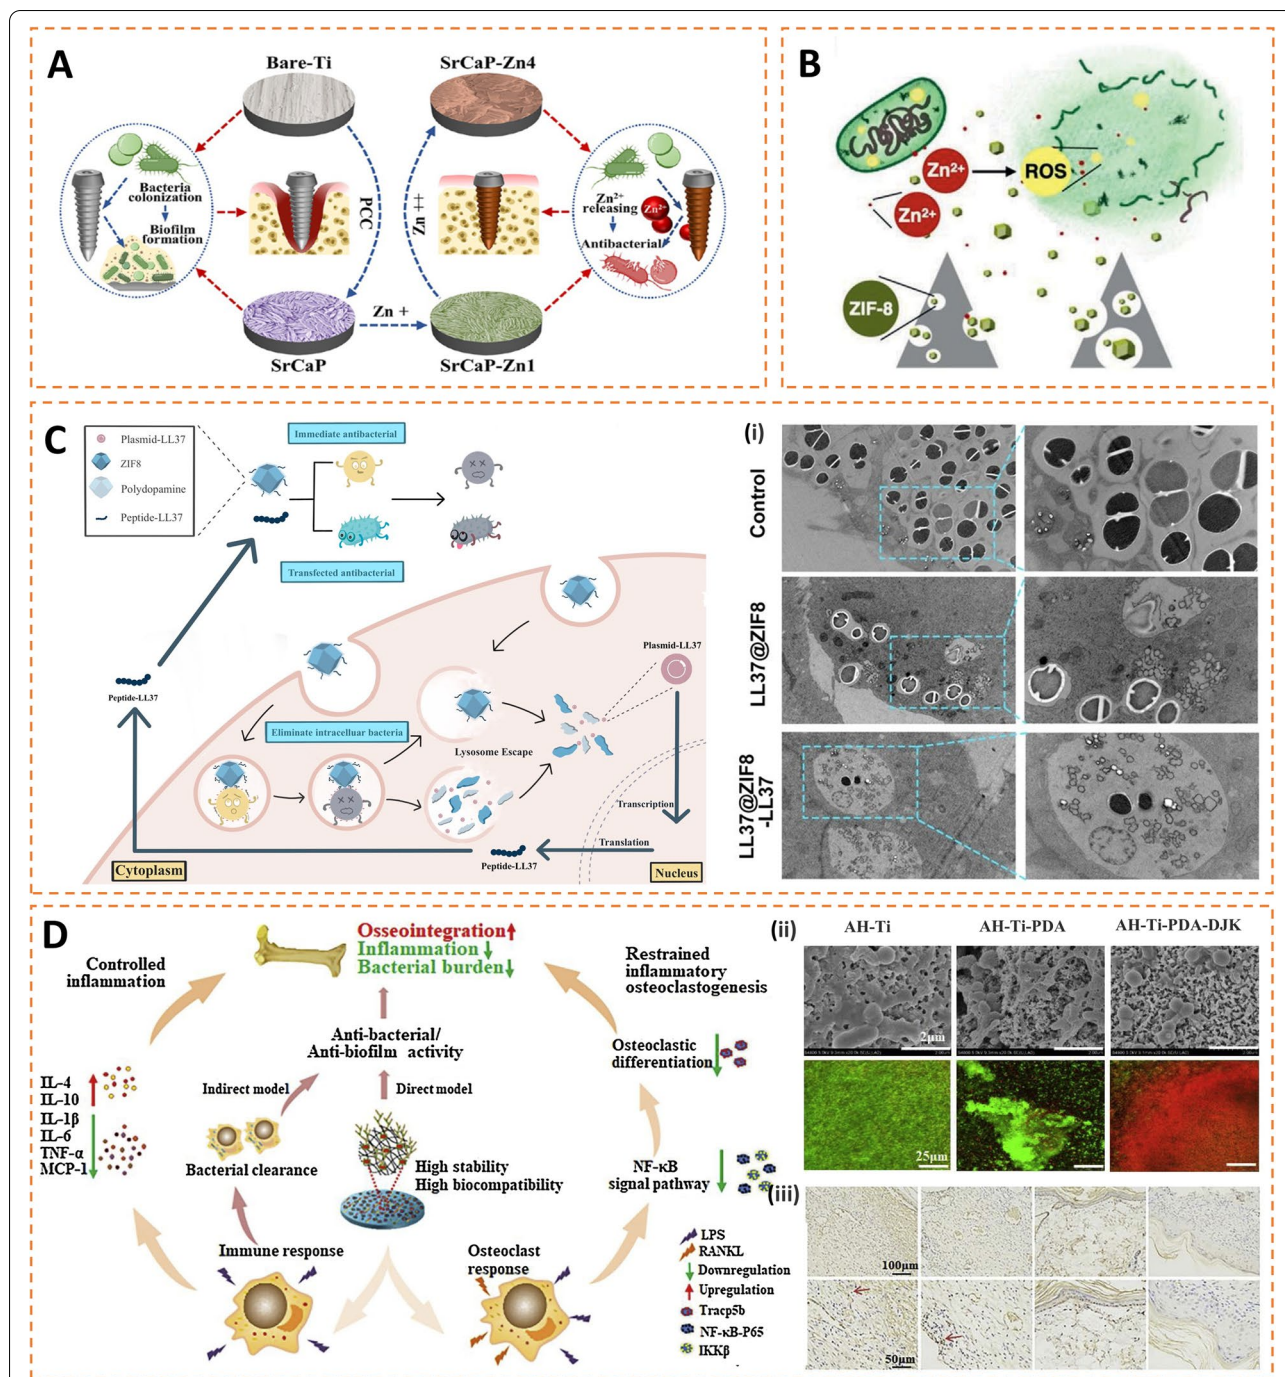 A
Bare-Ti
SrCaP-Zn4
Bacteria
colonization
Biofilm
formation
PCC
Zn ++
Zn²⁺
releasing
Zn²⁺
Antibacterial
Zn +
SrCaP
SrCaP-Zn1
B
Zn²⁺
ROS
Zn²⁺
ZIF-8
C
Plasmid-LL37
ZIF8
Polydopamine
Peptide-LL37
Immediate antibacterial
Transfected antibacterial
Peptide-LL37
Eliminate intracelluar bacteria
Lysosome Escape
Plasmid-LL37
Transcription
Translation
Peptide-LL37
Cytoplasm
Nucleus
(i)
Control
LL37@ZIF8
LL37@ZIF8
-LL37
D
Controlled
inflammation
Osseointegration↑
Inflammation↓
Bacterial burden↓
Restrained
inflammatory
osteoclastogenesis
Anti-bacterial/
Anti-biofilm activity
Osteoclastic
differentiation
IL-4
IL-10
IL-1β
IL-6
TNF-α
MCP-1
Indirect model
Direct model
Bacterial clearance
High stability
High biocompatibility
NF-κB
signal pathway
Immune response
Osteoclast
response
LPS
RANKL
Downregulation
Upregulation
Tracp5b
NF-κB-P65
IKKβ
(ii)
AH-Ti
AH-Ti-PDA
AH-Ti-PDA-DJK
2μm
25μm
(iii)
100μm
50μm